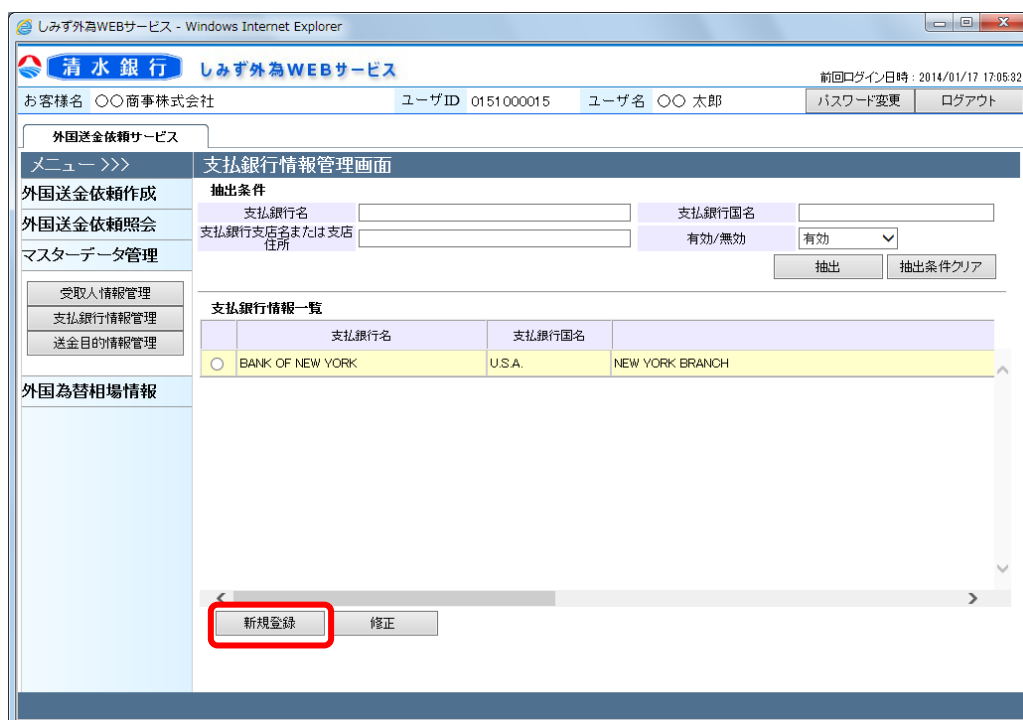 しみず外為WEBサービス - Windows Internet Explorer
清水銀行 しみず外為WEBサービス
前回ログイン日時 : 2014/01/17 17:05:32
お客様名 〇〇商事株式会社 ユーザID 0151000015 ユーザ名 〇〇 太郎 パスワード変更 ログアウト
外国送金依頼サービス
メニュー >>>
外国送金依頼作成
外国送金依頼照会
マスターデータ管理
受取人情報管理
支払銀行情報管理
送金目的情報管理
外国為替相場情報
支払銀行情報管理画面
抽出条件
支払銀行名 支払銀行国名
支払銀行支店名または支店
住所 有効/無効 有効
抽出 抽出条件クリア
支払銀行情報一覧
支払銀行名 支払銀行国名
BANK OF NEW YORK U.S.A. NEW YORK BRANCH
新規登録 修正